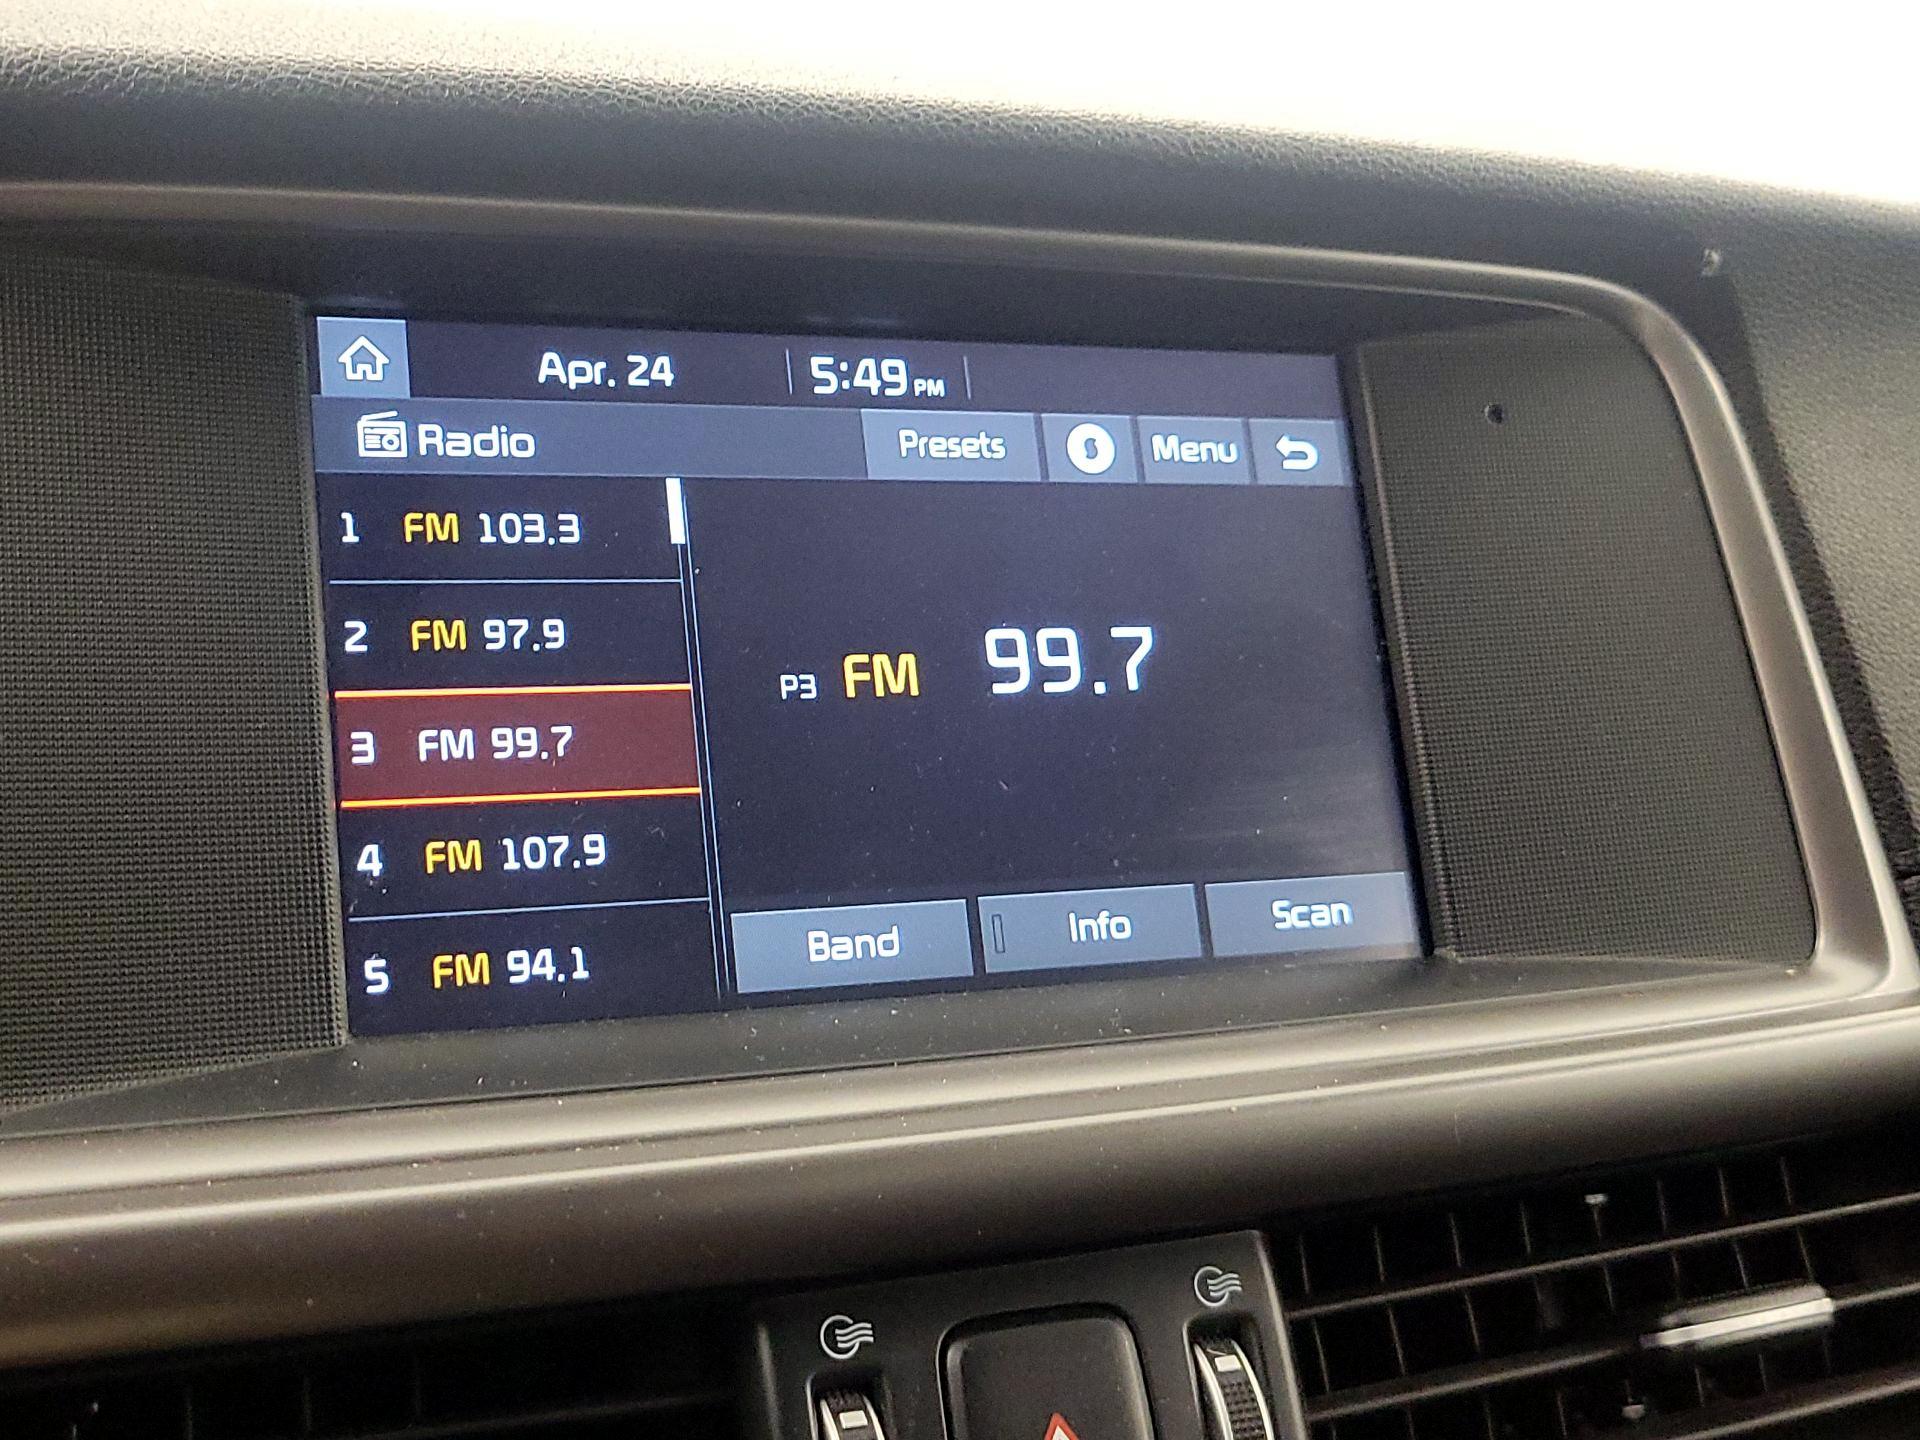 Apr. 24 5:49 PM
Radio Presets Menu
1 FM 103.3
2 FM 97.9
3 FM 99.7
4 FM 107.9
5 FM 94.1
P3 FM 99.7
Band Info Scan